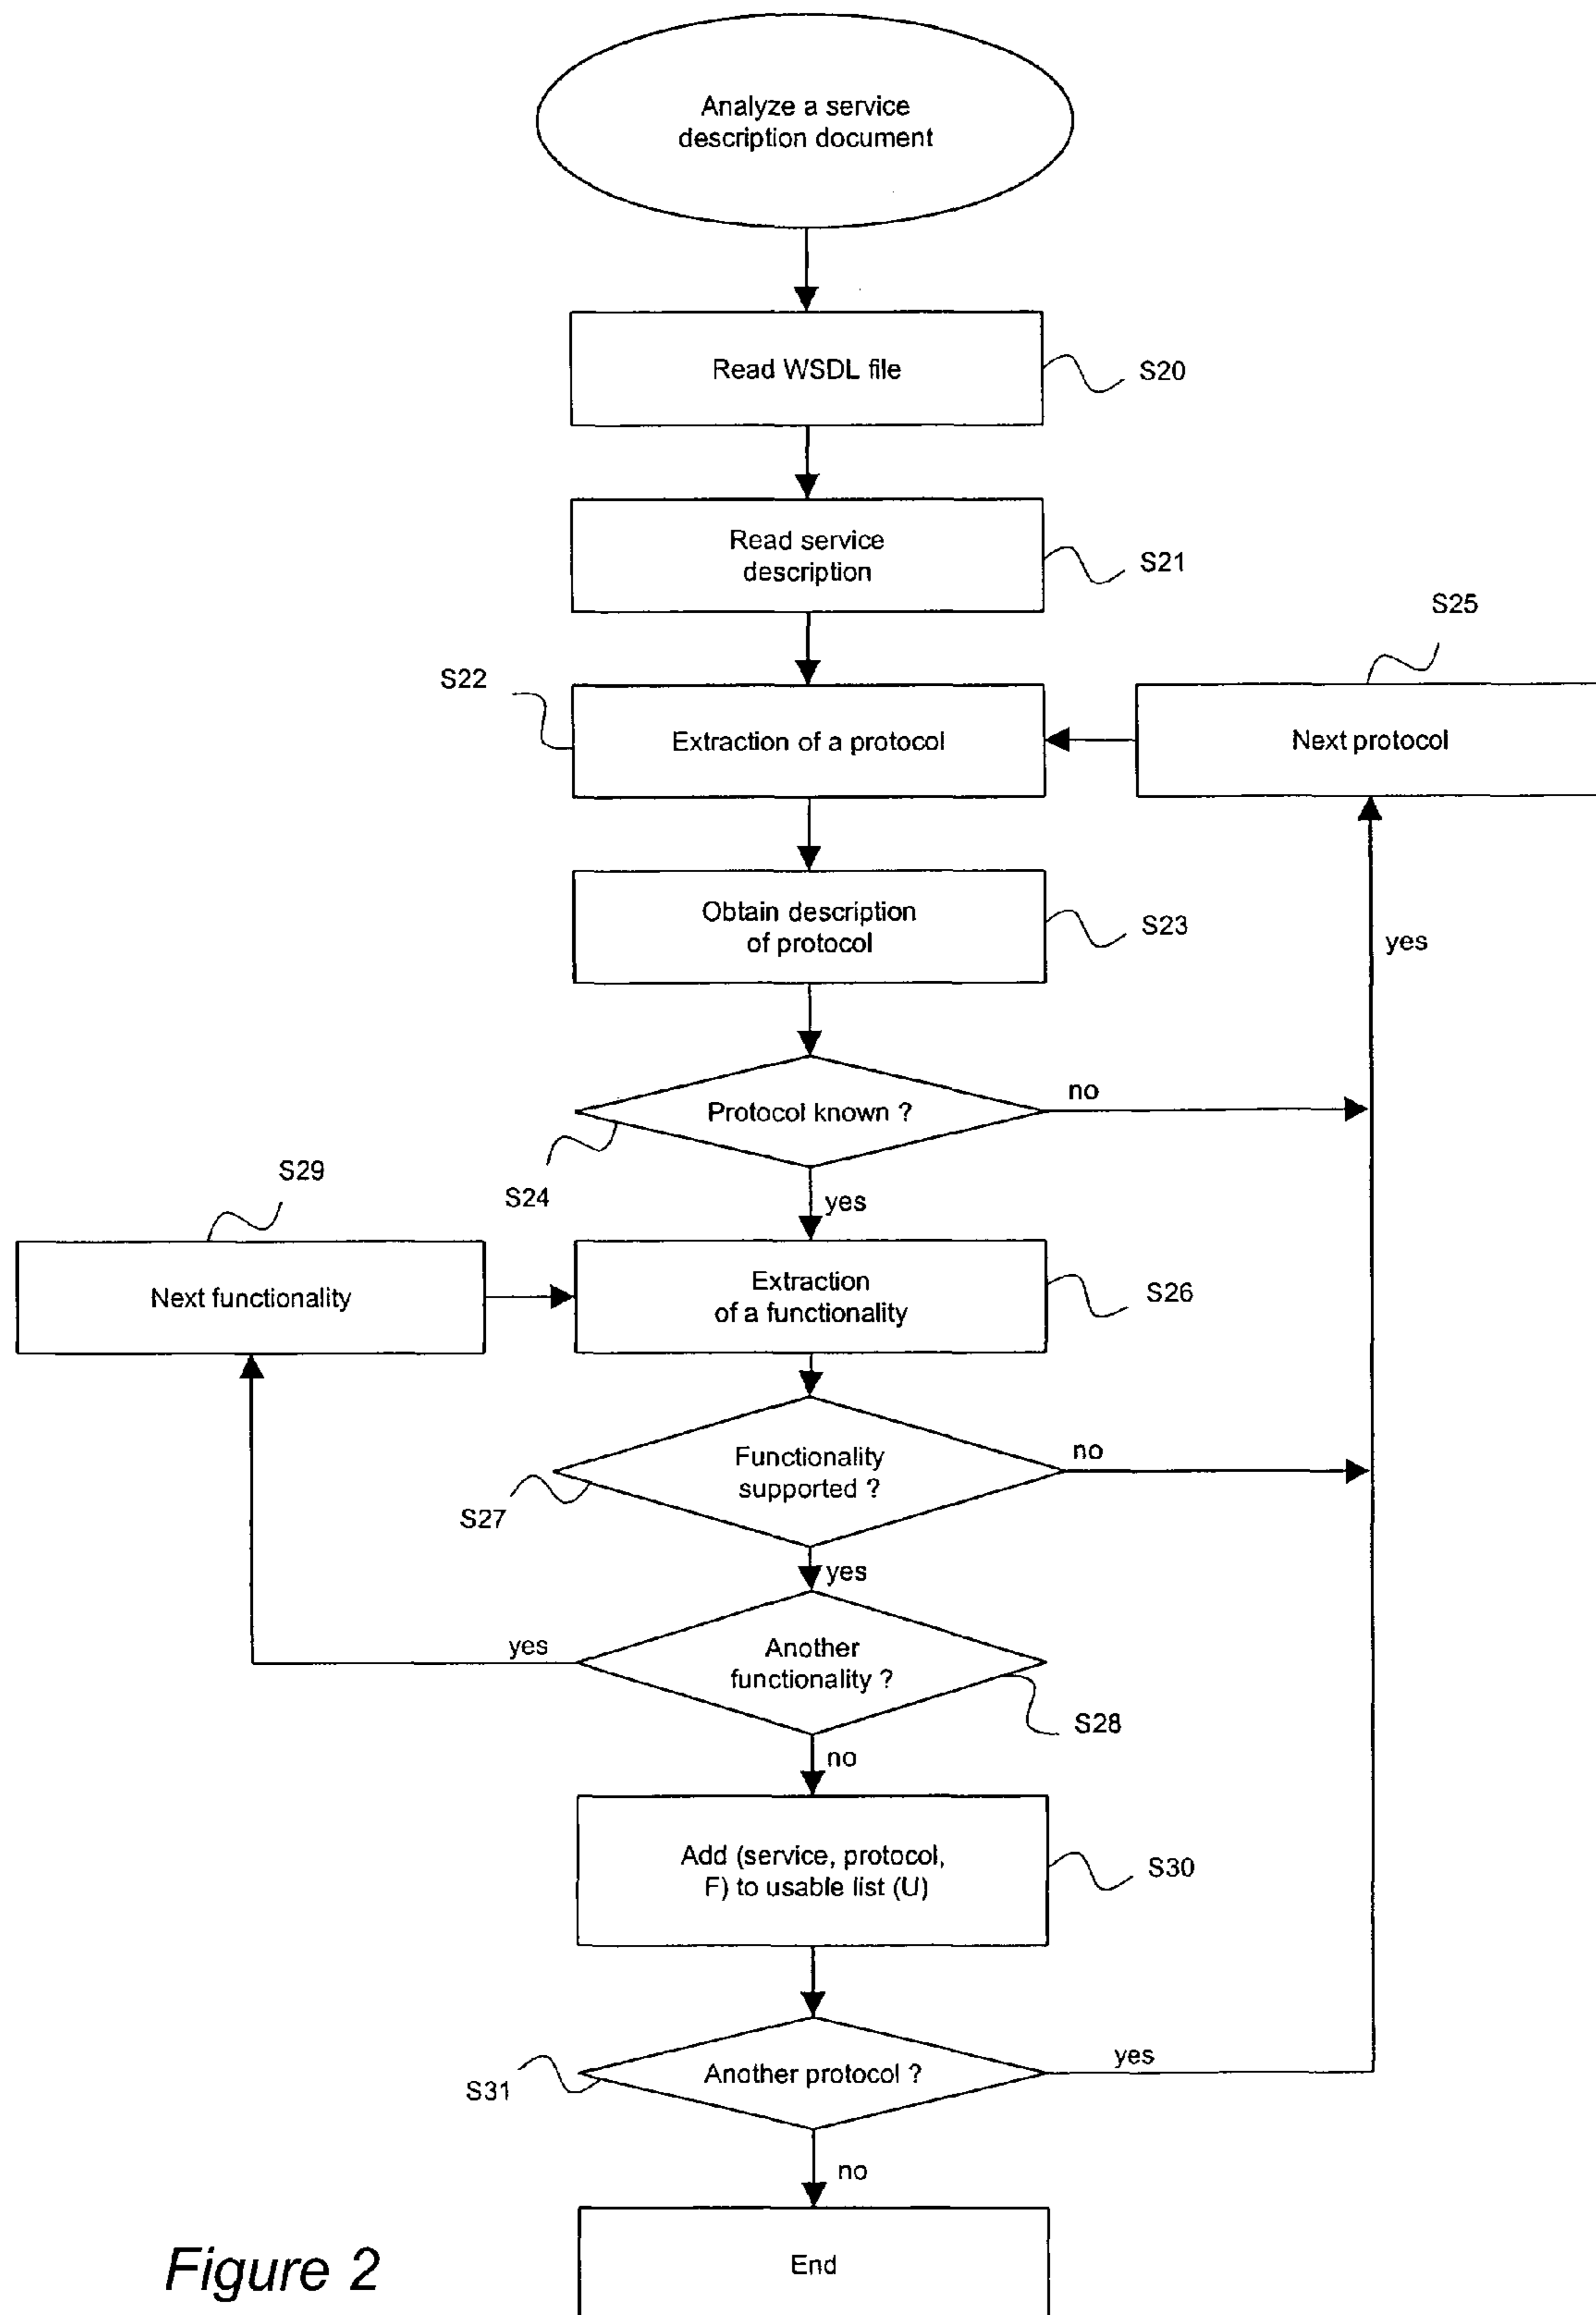 Analyze a service
description document
Read WSDL file
S20
Read service
description
S21
S25
S22
Extraction of a protocol
Next protocol
Obtain description
of protocol
S23
yes
no
Protocol known ?
S29
S24
yes
Next functionality
Extraction
of a functionality
S26
Functionality
supported ?
no
S27
yes
yes
Another
functionality ?
S28
no
Add (service, protocol,
F) to usable list (U)
S30
Another protocol ?
yes
S31
no
End
Figure 2